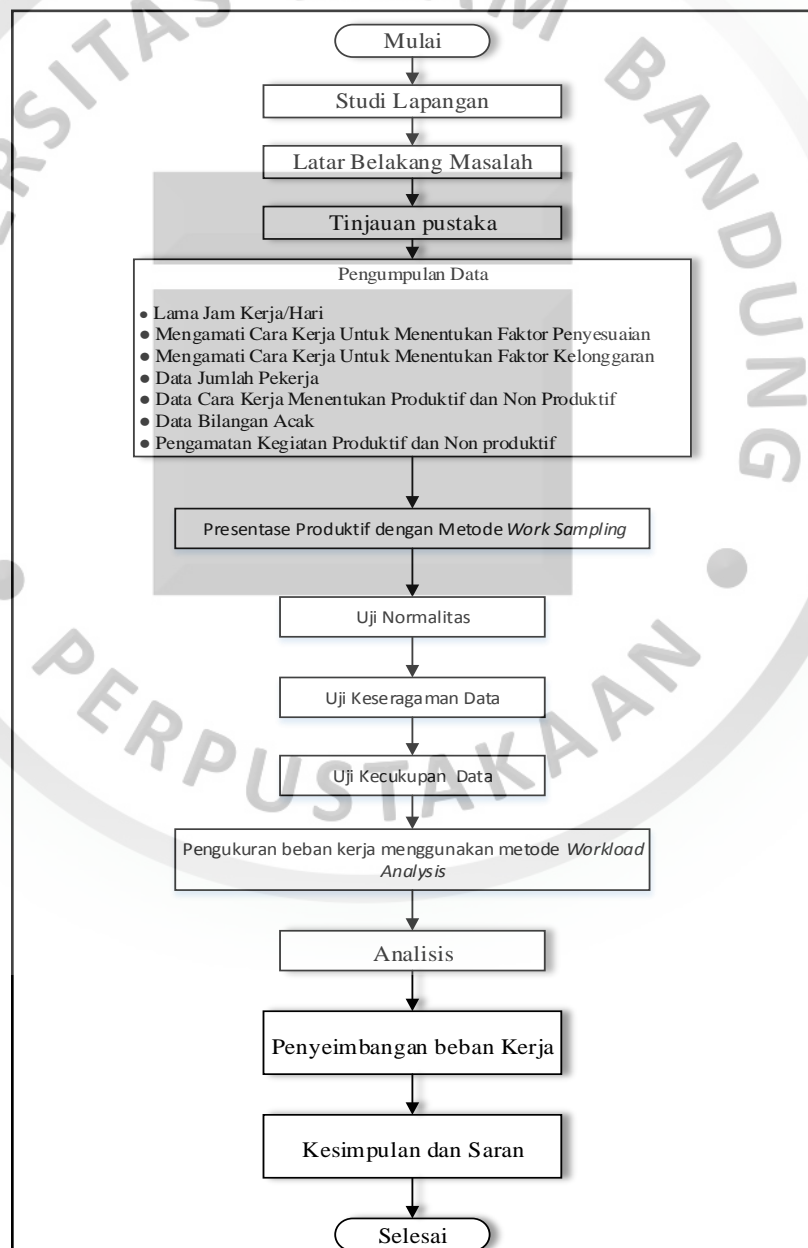 RSITAS
AM BANDUNG
Mulai
Studi Lapangan
Latar Belakang Masalah
Tinjauan pustaka
Pengumpulan Data
● Lama Jam Kerja/Hari
● Mengamati Cara Kerja Untuk Menentukan Faktor Penyesuaian
● Mengamati Cara Kerja Untuk Menentukan Faktor Kelonggaran
● Data Jumlah Pekerja
● Data Cara Kerja Menentukan Produktif dan Non Produktif
● Data Bilangan Acak
● Pengamatan Kegiatan Produktif dan Non produktif
Presentase Produktif dengan Metode Work Sampling
Uji Normalitas
Uji Keseragaman Data
Uji Kecukupan Data
Pengukuran beban kerja menggunakan metode Workload
Analysis
Analisis
Penyeimbangan beban Kerja
Kesimpulan dan Saran
Selesai
PERPUSTAKAAN